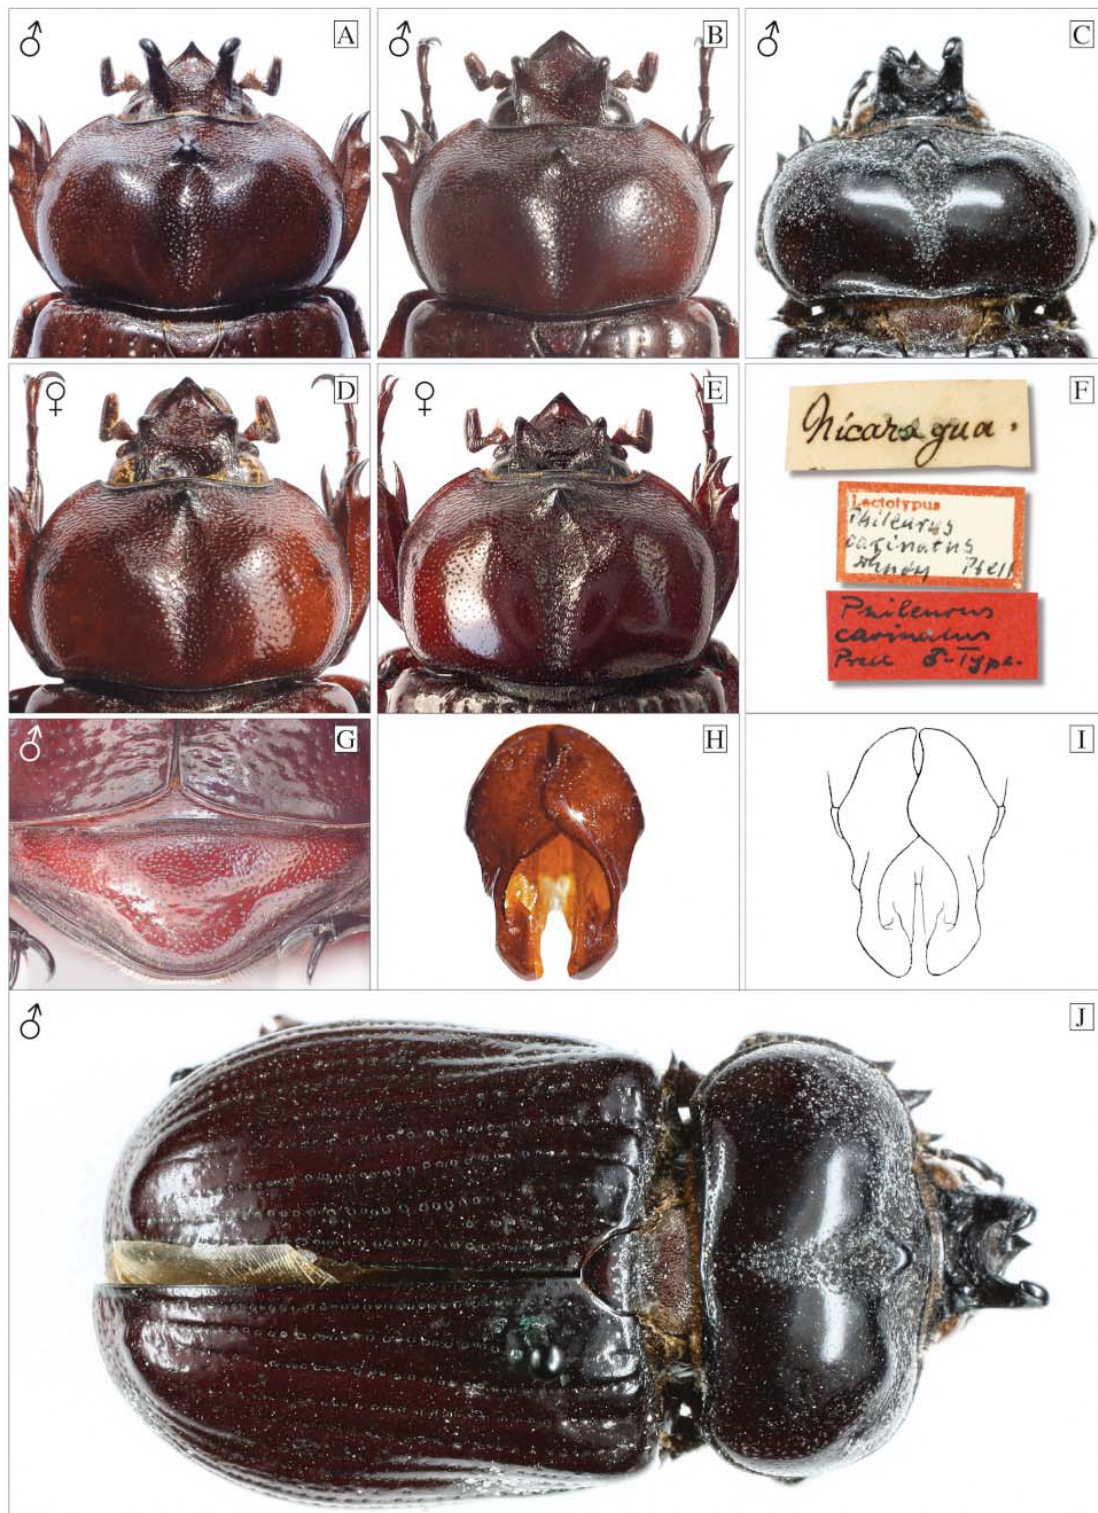 ♂ A
♂ B
♂ C
♀ D
♀ E
F
Nicaragua.
Lectotypus
Phileurus
carinatus
Prell
Phileurus
carinatus
Prell ♂-Type.
♂ G
H
I
♂ J